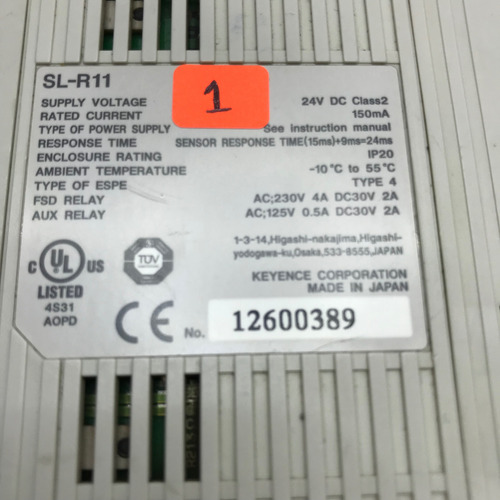 SL-R11
1
SUPPLY VOLTAGE 24V DC Class2
RATED CURRENT 150mA
TYPE OF POWER SUPPLY See instruction manual
RESPONSE TIME SENSOR RESPONSE TIME(15ms)+9ms=24ms
ENCLOSURE RATING IP20
AMBIENT TEMPERATURE -10°C to 55°C
TYPE OF ESPE TYPE 4
FSD RELAY AC;230V 4A DC30V 2A
AUX RELAY AC;125V 0.5A DC30V 2A
1-3-14,Higashi-nakajima,Higashi-
yodogawa-ku,Osaka,533-8555,JAPAN
KEYENCE CORPORATION
MADE IN JAPAN
C UL US
LISTED
4S31
AOPD
TÜV
CE
No. 12600389